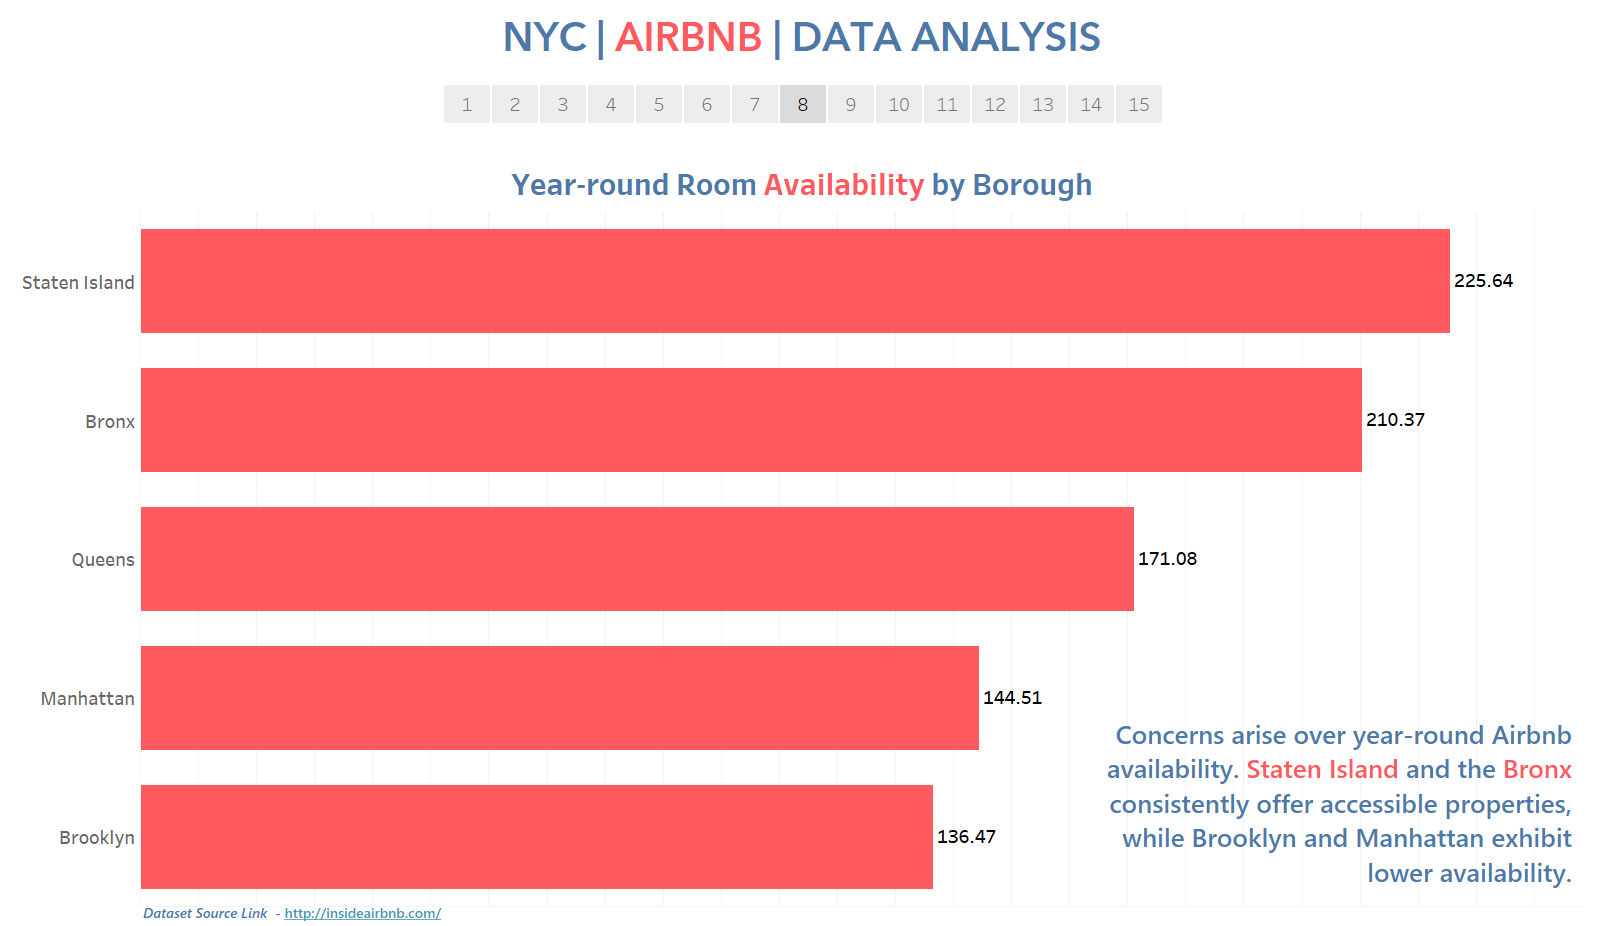 NYC | AIRBNB | DATA ANALYSIS
1 2 3 4 5 6 7 8 9 10 11 12 13 14 15
Year-round Room Availability by Borough
Staten Island 225.64
Bronx 210.37
Queens 171.08
Manhattan 144.51
Brooklyn 136.47
Concerns arise over year-round Airbnb
availability. Staten Island and the Bronx
consistently offer accessible properties,
while Brooklyn and Manhattan exhibit
lower availability.
Dataset Source Link - http://insideairbnb.com/